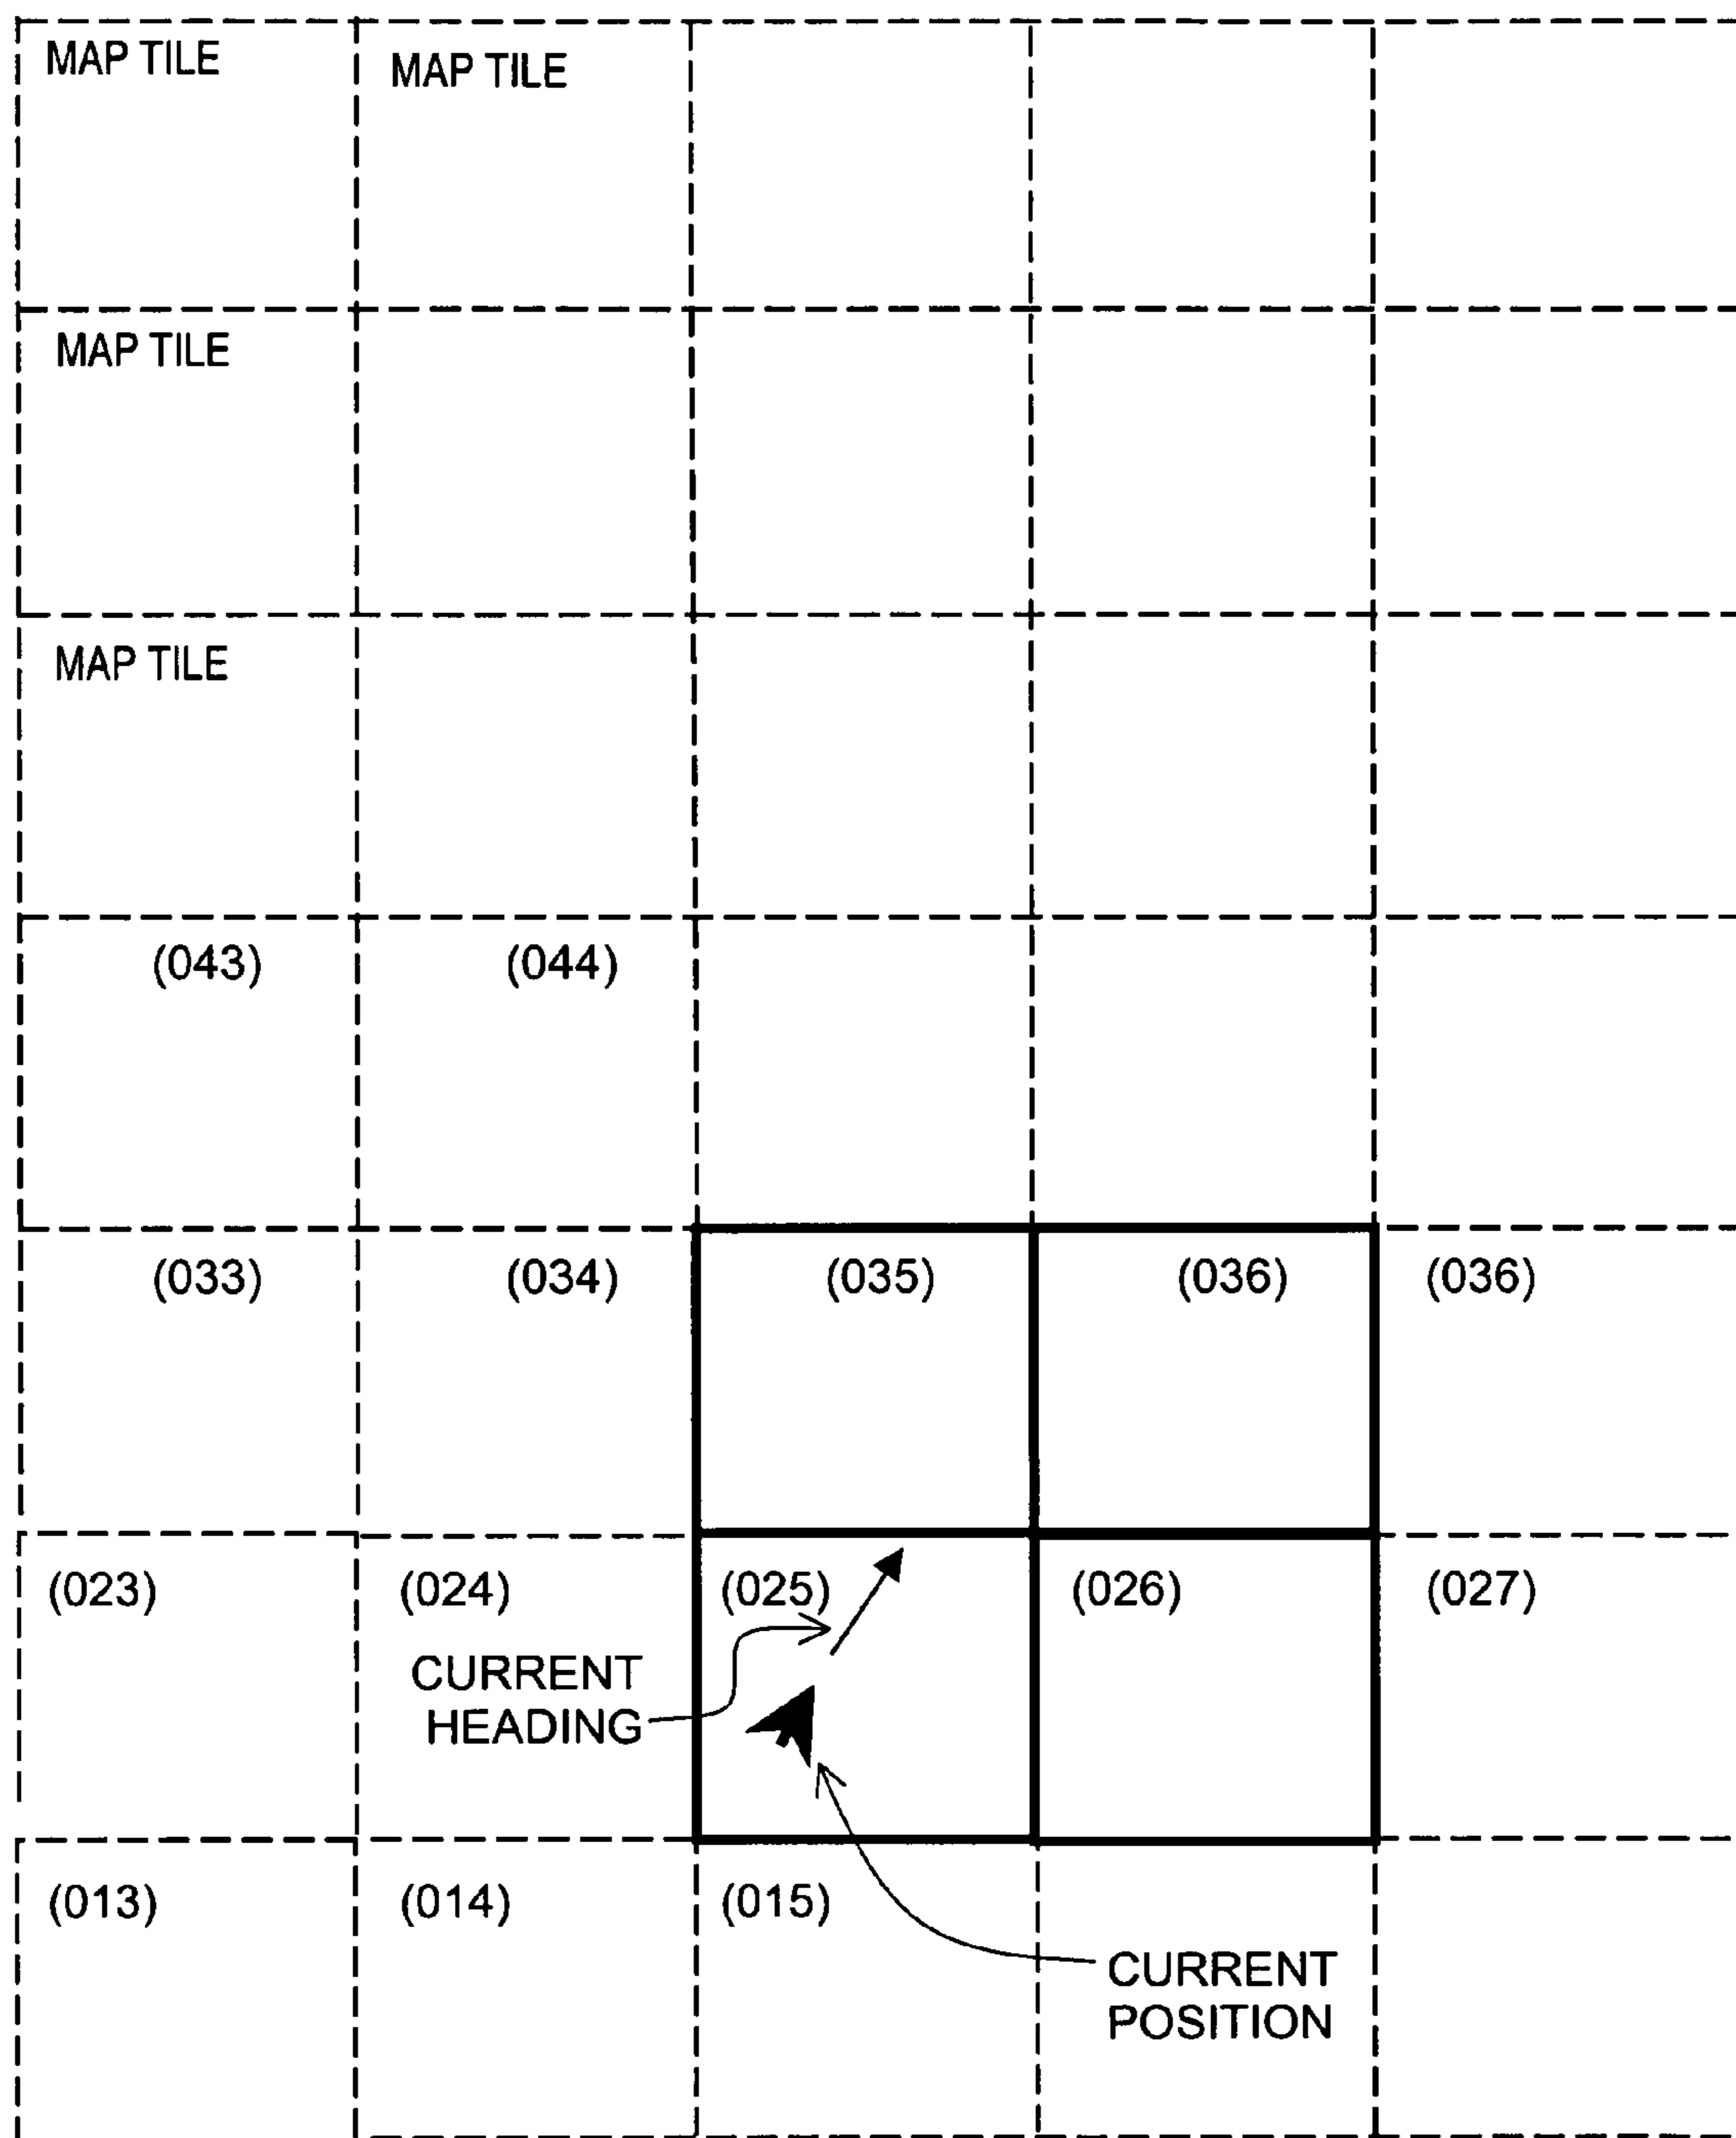 MAP TILE
MAP TILE
MAP TILE
MAP TILE
(043)
(044)
(033)
(034)
(035)
(036)
(036)
(023)
(024)
(025)
(026)
(027)
CURRENT
HEADING
(013)
(014)
(015)
CURRENT
POSITION